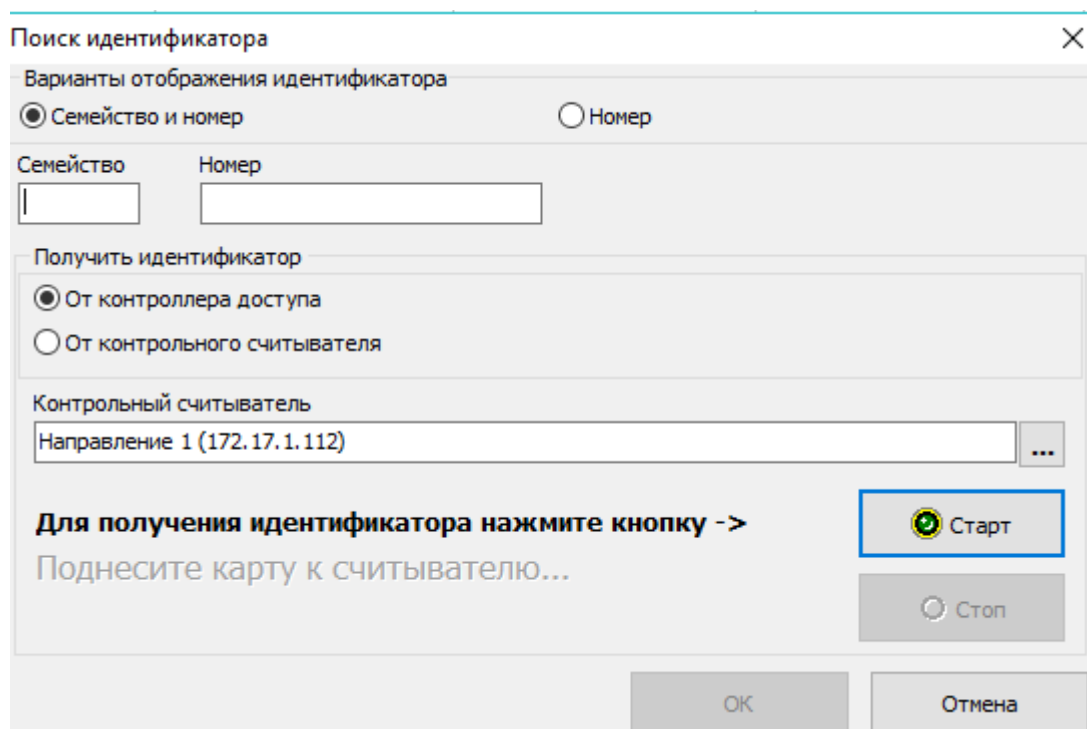 Поиск идентификатора
Варианты отображения идентификатора
Семейство и номер Номер
Семейство Номер
Получить идентификатор
От контроллера доступа
От контрольного считывателя
Контрольный считыватель
Направление 1 (172.17.1.112)
...
Для получения идентификатора нажмите кнопку -> Старт
Поднесите карту к считывателю...
Стоп
ОК Отмена